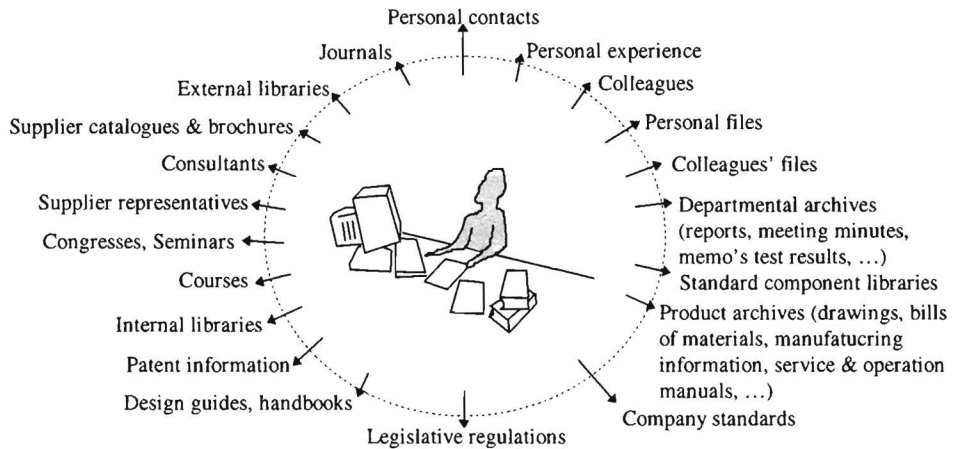 Personal contacts
Personal experience
Colleagues
Personal files
Colleagues' files
Departmental archives
(reports, meeting minutes,
memo's test results, ...)
Standard component libraries
Product archives (drawings, bills
of materials, manufatucring
information, service & operation
manuals, ...)
Company standards
Legislative regulations
Design guides, handbooks
Patent information
Internal libraries
Courses
Congresses, Seminars
Supplier representatives
Consultants
Supplier catalogues & brochures
External libraries
Journals